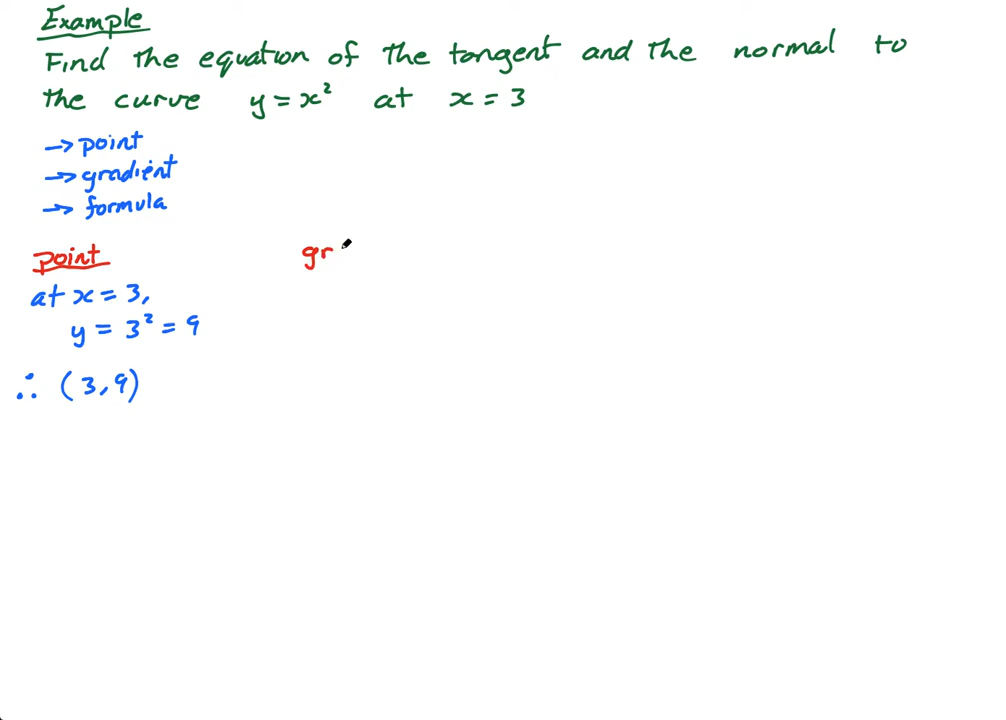 Example
Find the equation of the tangent and the normal to
the curve y = x² at x = 3
→ point
→ gradient
→ formula
point
gr
at x = 3,
y = 3² = 9
∴ (3, 9)